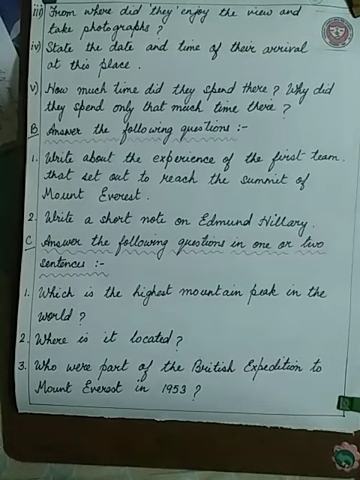 iii) From where did 'they' enjoy the view and
take photographs?
iv) State the date and time of their arrival
at this place.
v) How much time did they spend there? Why did
they spend only that much time there?
B Answer the following questions :-
1. Write about the experience of the first team
that set out to reach the summit of
Mount Everest.
2. Write a short note on Edmund Hillary.
C Answer the following questions in one or two
sentences :-
1. Which is the highest mountain peak in the
world?
2. Where is it located?
3. Who were part of the British Expedition to
Mount Everest in 1953?